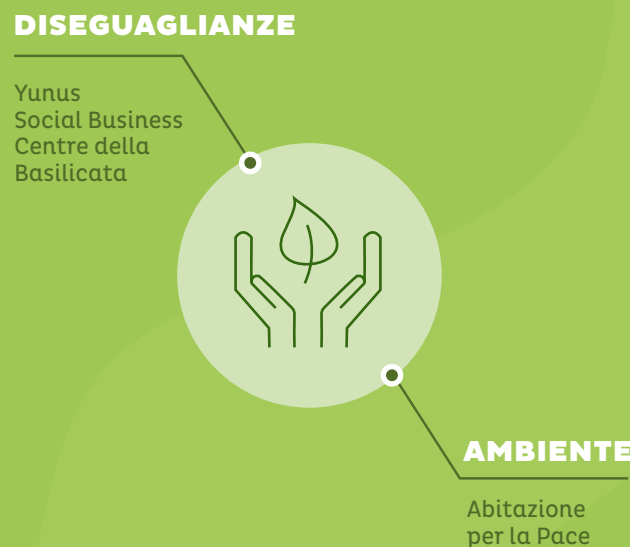 DISEGUAGLIANZE
Yunus
Social Business
Centre della
Basilicata
AMBIENTE
Abitazione
per la Pace